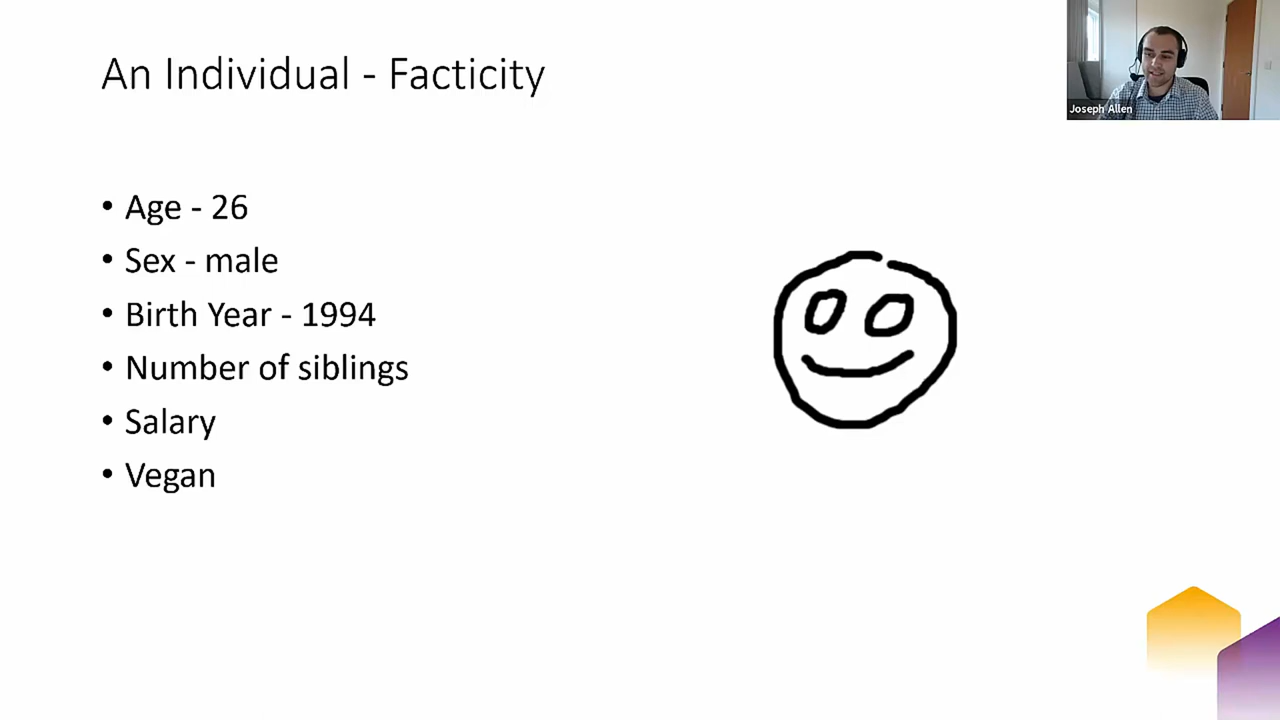 An Individual - Facticity
Joseph Allen
• Age - 26
• Sex - male
• Birth Year - 1994
• Number of siblings
• Salary
• Vegan